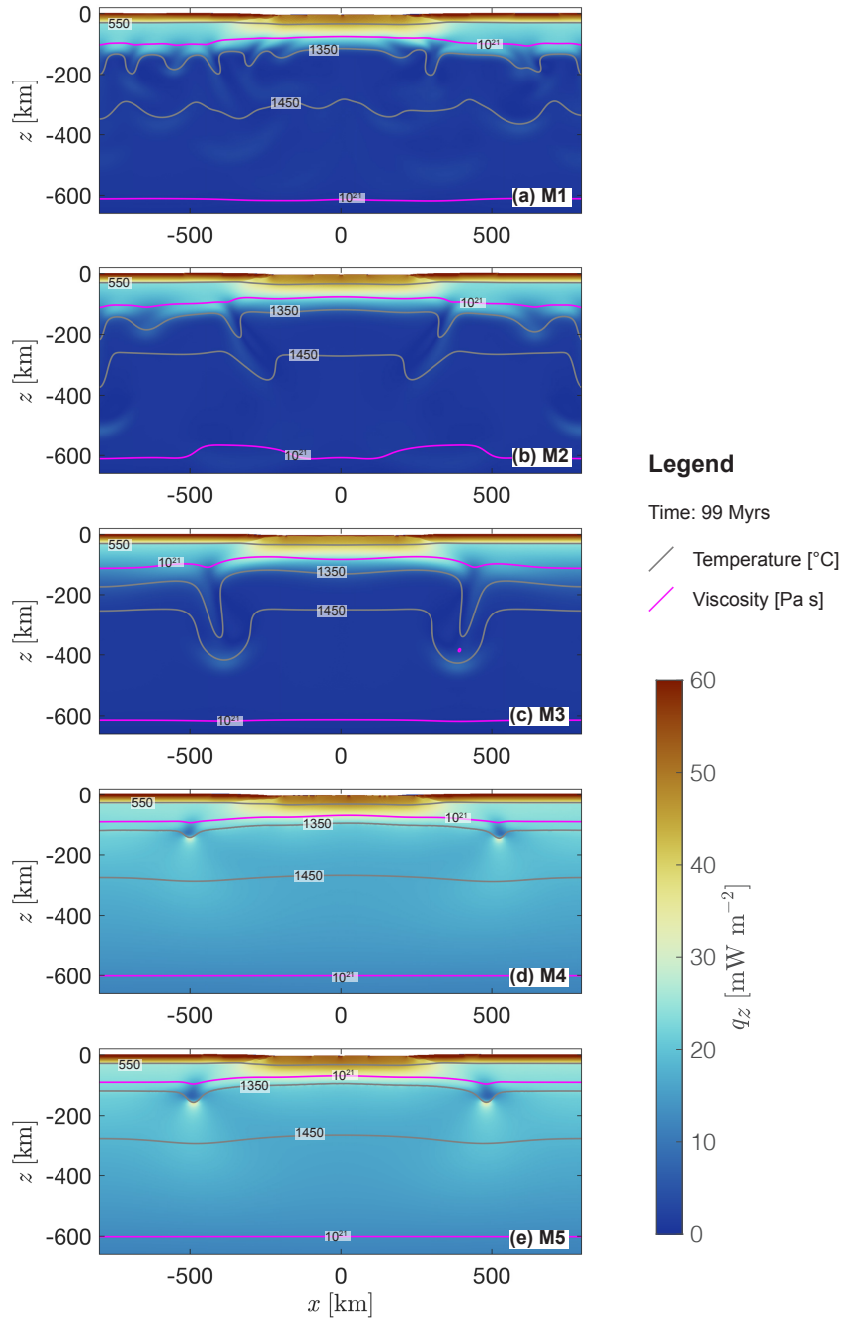 0
550
10²¹
1350
-200
1450
-400
-600
10²¹
(a) M1
z [km]
-500 0 500
0
550
10²¹
1350
-200
1450
-400
-600
10²¹
(b) M2
z [km]
-500 0 500
0
550
10²¹
1350
-200
1450
-400
-600
10²¹
(c) M3
z [km]
-500 0 500
0
550
10²¹
1350
-200
1450
-400
-600
10²¹
(d) M4
z [km]
-500 0 500
0
550
10²¹
1350
-200
1450
-400
-600
10²¹
(e) M5
z [km]
-500 0 500
x [km]
Legend
Time: 99 Myrs
Temperature [°C]
Viscosity [Pa s]
60
50
40
30
20
10
0
q_z [mW m⁻²]